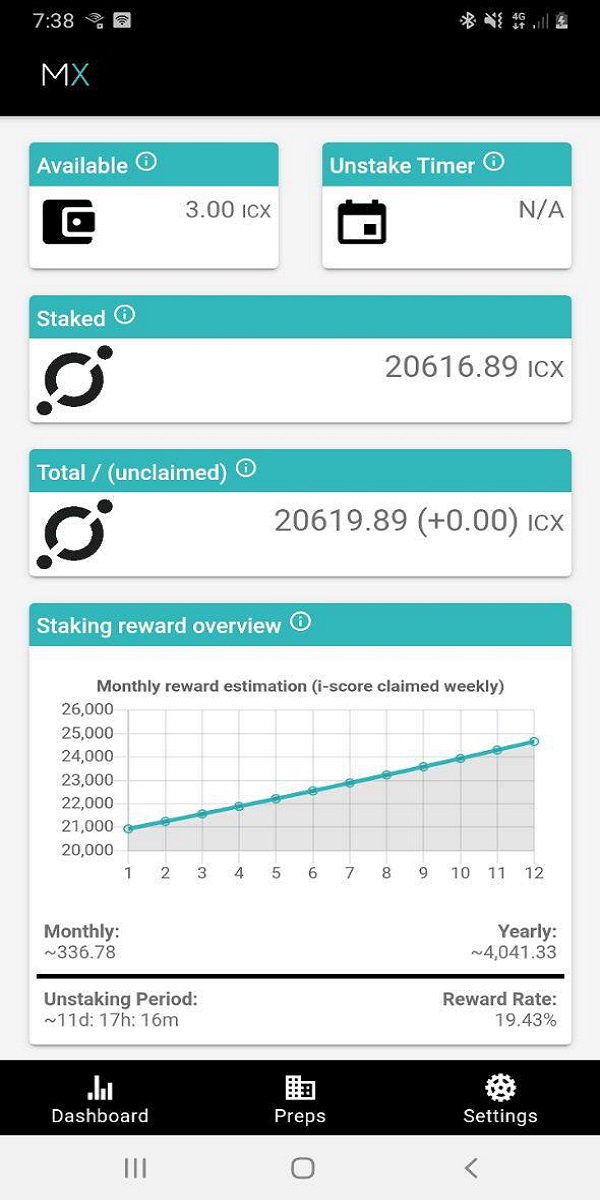 7:38
4G
MX
Available
3.00 ICX
Unstake Timer
N/A
Staked
20616.89 ICX
Total / (unclaimed)
20619.89 (+0.00) ICX
Staking reward overview
Monthly reward estimation (i-score claimed weekly)
26,000
25,000
24,000
23,000
22,000
21,000
20,000
1 2 3 4 5 6 7 8 9 10 11 12
Monthly:
~336.78
Yearly:
~4,041.33
Unstaking Period:
~11d: 17h: 16m
Reward Rate:
19.43%
Dashboard
Preps
Settings